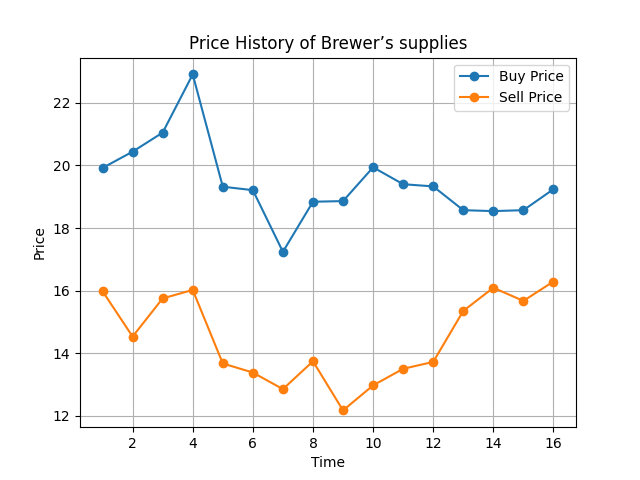 Price History of Brewer’s supplies
Buy Price
Sell Price
22
20
18
16
14
12
Price
2 4 6 8 10 12 14 16
Time